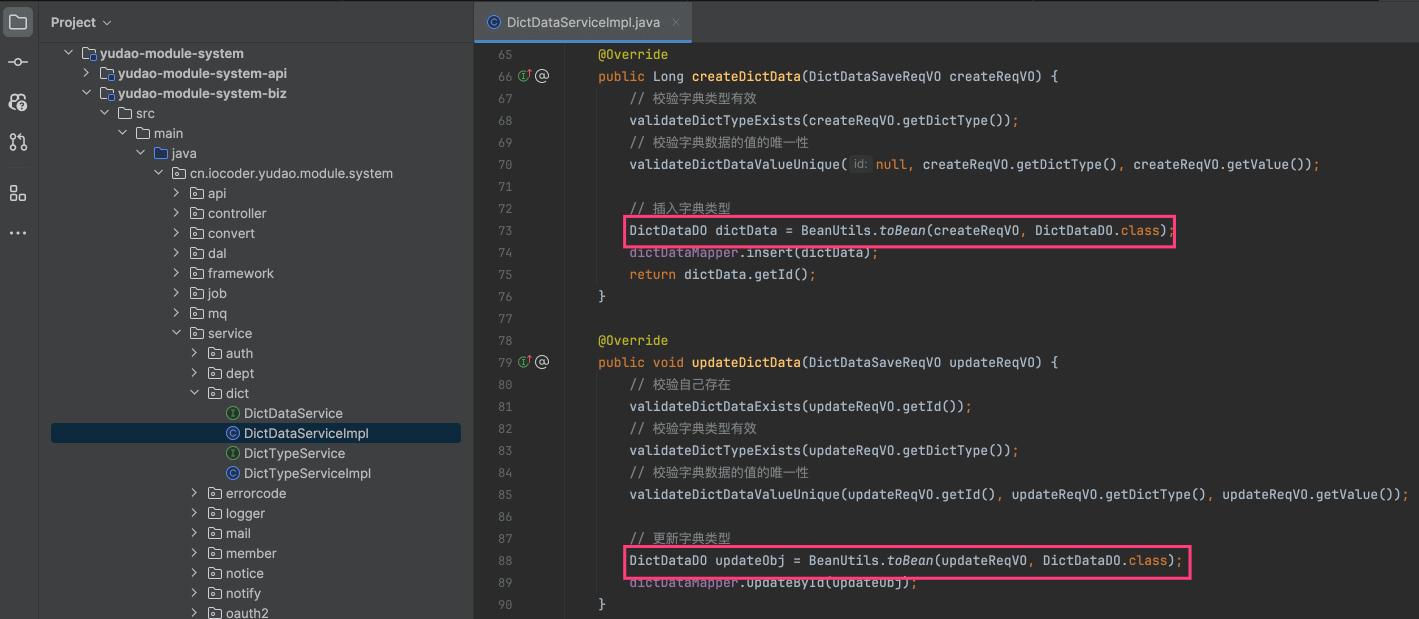 Project
yudao-module-system
yudao-module-system-api
yudao-module-system-biz
src
main
java
cn.iocoder.yudao.module.system
api
controller
convert
dal
framework
job
mq
service
auth
dept
dict
DictDataService
DictDataServiceImpl
DictTypeService
DictTypeServiceImpl
errorcode
logger
mail
member
notice
notify
oauth2
DictDataServiceImpl.java
65 @Override
66 public Long createDictData(DictDataSaveReqVO createReqVO) {
67 // 校验字典类型有效
68 validateDictTypeExists(createReqVO.getDictType());
69 // 校验字典数据的值的唯一性
70 validateDictDataValueUnique( id: null, createReqVO.getDictType(), createReqVO.getValue());
71
72 // 插入字典类型
73 DictDataDO dictData = BeanUtils.toBean(createReqVO, DictDataDO.class);
74 dictDataMapper.insert(dictData);
75 return dictData.getId();
76 }
77
78 @Override
79 public void updateDictData(DictDataSaveReqVO updateReqVO) {
80 // 校验自己存在
81 validateDictDataExists(updateReqVO.getId());
82 // 校验字典类型有效
83 validateDictTypeExists(updateReqVO.getDictType());
84 // 校验字典数据的值的唯一性
85 validateDictDataValueUnique(updateReqVO.getId(), updateReqVO.getDictType(), updateReqVO.getValue());
86
87 // 更新字典类型
88 DictDataDO updateObj = BeanUtils.toBean(updateReqVO, DictDataDO.class);
89 dictDataMapper.updateById(updateObj);
90 }